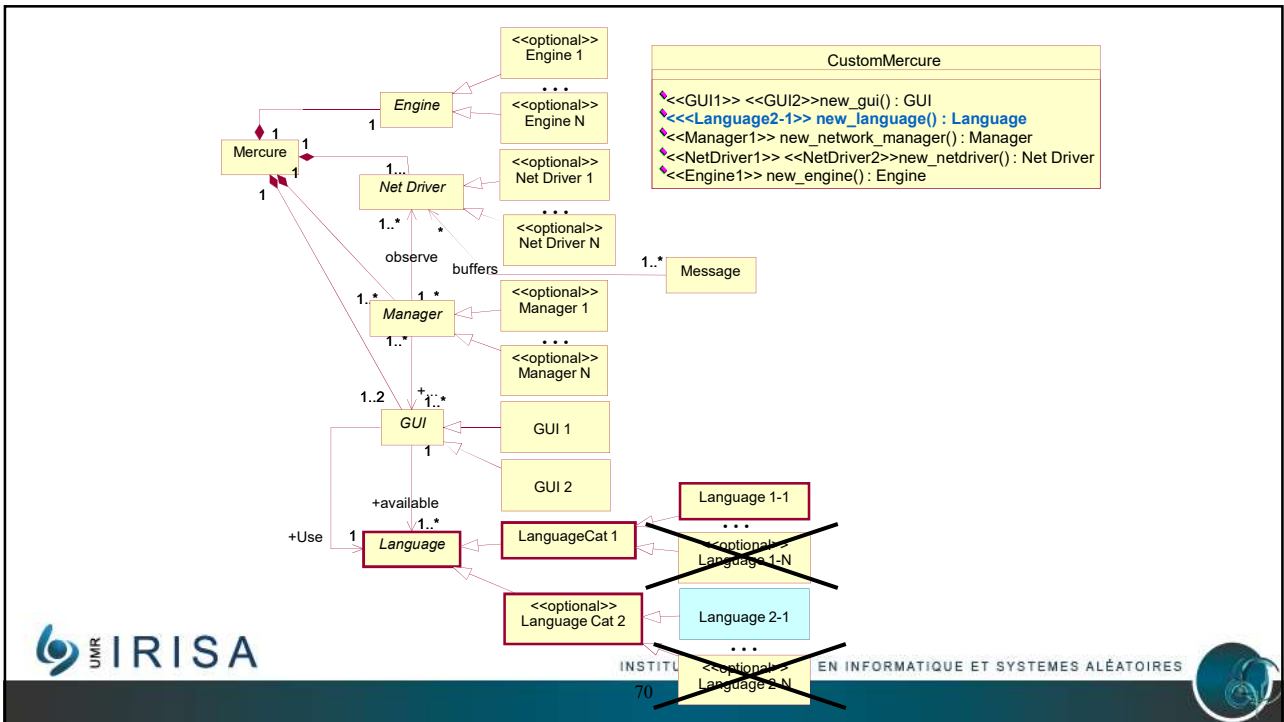 <<optional>>
Engine 1
. . .
<<optional>>
Engine N
Engine
1
1
Mercure
1
1
1
CustomMercure
<<GUI1>> <<GUI2>>new_gui() : GUI
<<<Language2-1>> new_language() : Language
<<Manager1>> new_network_manager() : Manager
<<NetDriver1>> <<NetDriver2>>new_netdriver() : Net Driver
<<Engine1>> new_engine() : Engine
1...
Net Driver
<<optional>>
Net Driver 1
. . .
<<optional>>
Net Driver N
1..*
*
observe
buffers
1..*
Message
1..*
1..*
Manager
1..*
<<optional>>
Manager 1
. . .
<<optional>>
Manager N
1..2
+...
1..*
GUI
1
GUI 1
GUI 2
+available
1..*
+Use
1
Language
LanguageCat 1
Language 1-1
. . .
<<optional>>
Language 1-N
<<optional>>
Language Cat 2
Language 2-1
. . .
<<optional>>
Language 2-N
UMR IRISA
INSTITU EN INFORMATIQUE ET SYSTEMES ALÉATOIRES
70